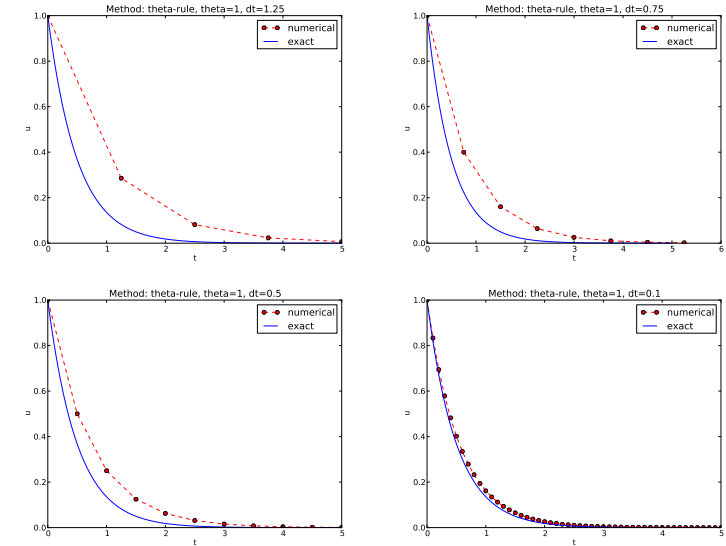 Method: theta-rule, theta=1, dt=1.25
1.0
0.8
0.6
0.4
0.2
0.0
u
numerical
exact
0 1 2 3 4 5
t
Method: theta-rule, theta=1, dt=0.75
1.0
0.8
0.6
0.4
0.2
0.0
u
numerical
exact
0 1 2 3 4 5 6
t
Method: theta-rule, theta=1, dt=0.5
1.0
0.8
0.6
0.4
0.2
0.0
u
numerical
exact
0 1 2 3 4 5
t
Method: theta-rule, theta=1, dt=0.1
1.0
0.8
0.6
0.4
0.2
0.0
u
numerical
exact
0 1 2 3 4 5
t